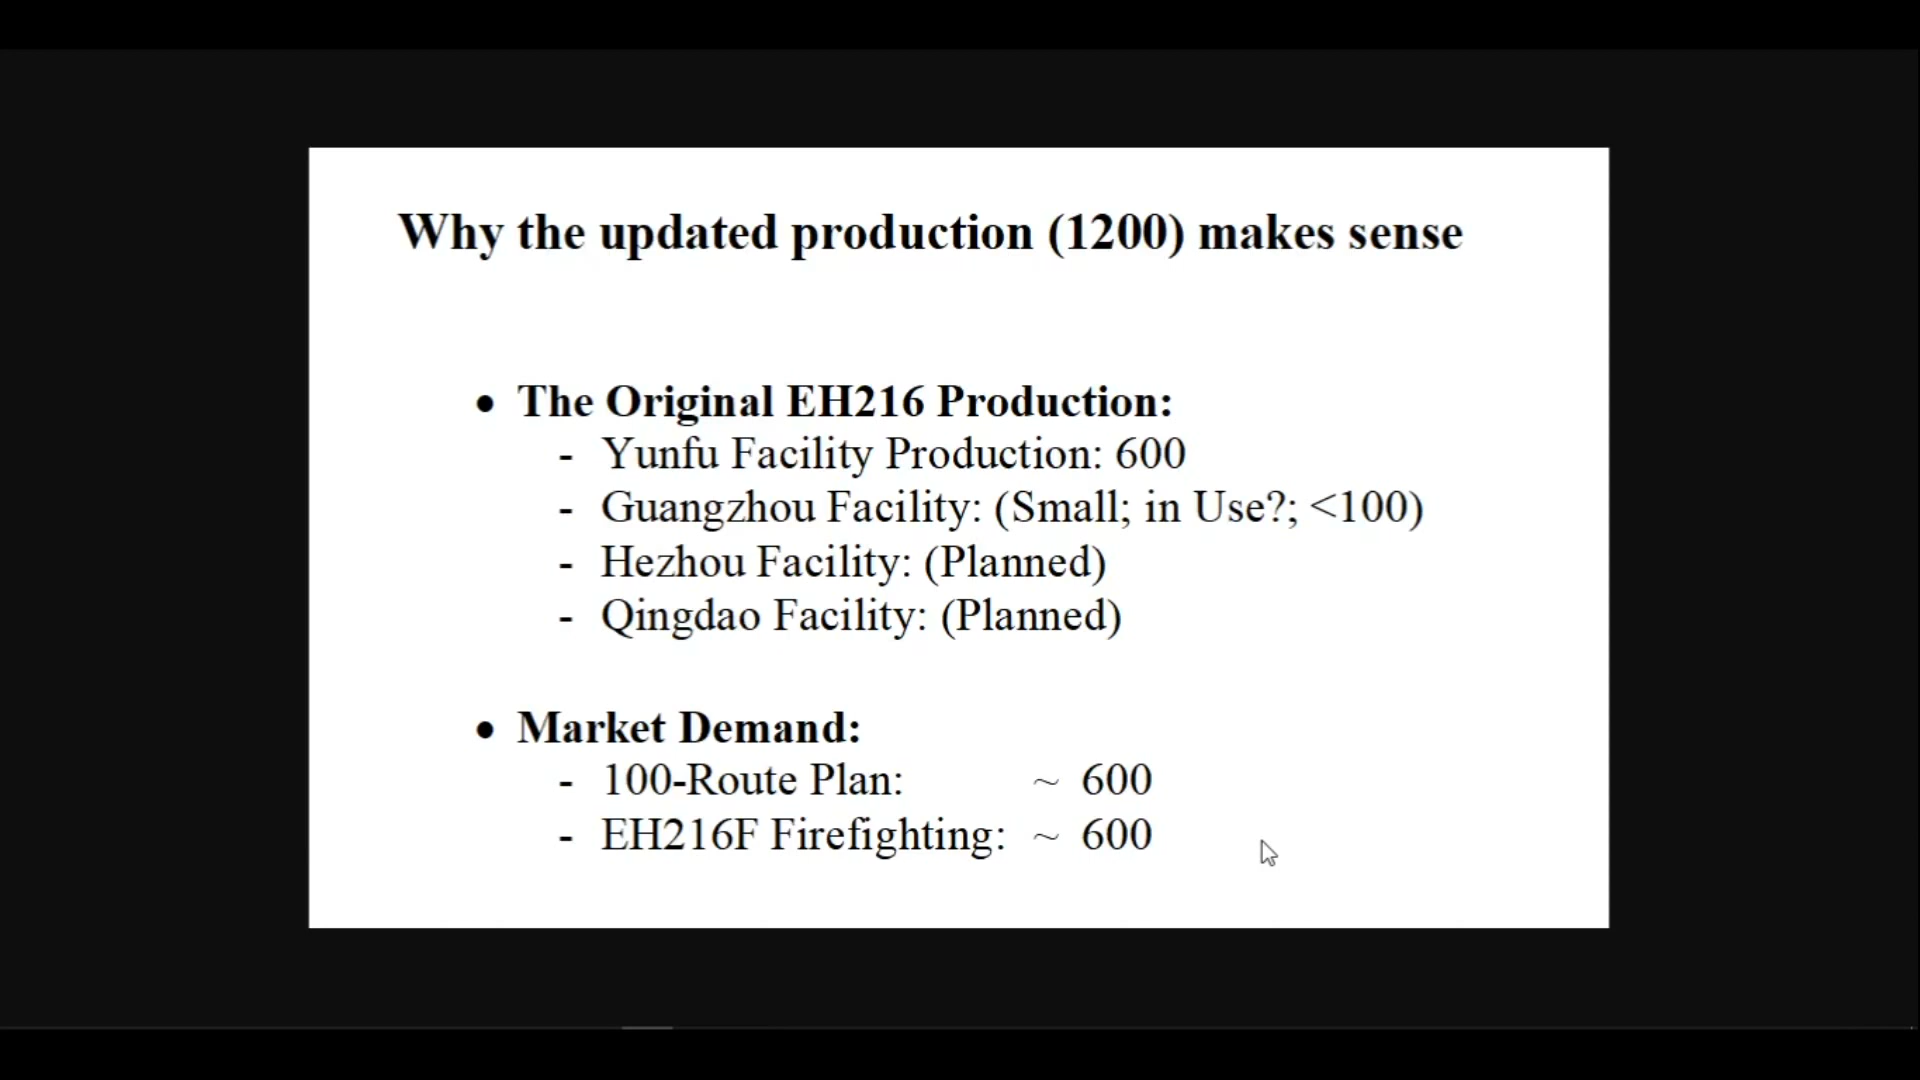 Why the updated production (1200) makes sense
• The Original EH216 Production:
- Yunfu Facility Production: 600
- Guangzhou Facility: (Small; in Use?; <100)
- Hezhou Facility: (Planned)
- Qingdao Facility: (Planned)
• Market Demand:
- 100-Route Plan: ~ 600
- EH216F Firefighting: ~ 600